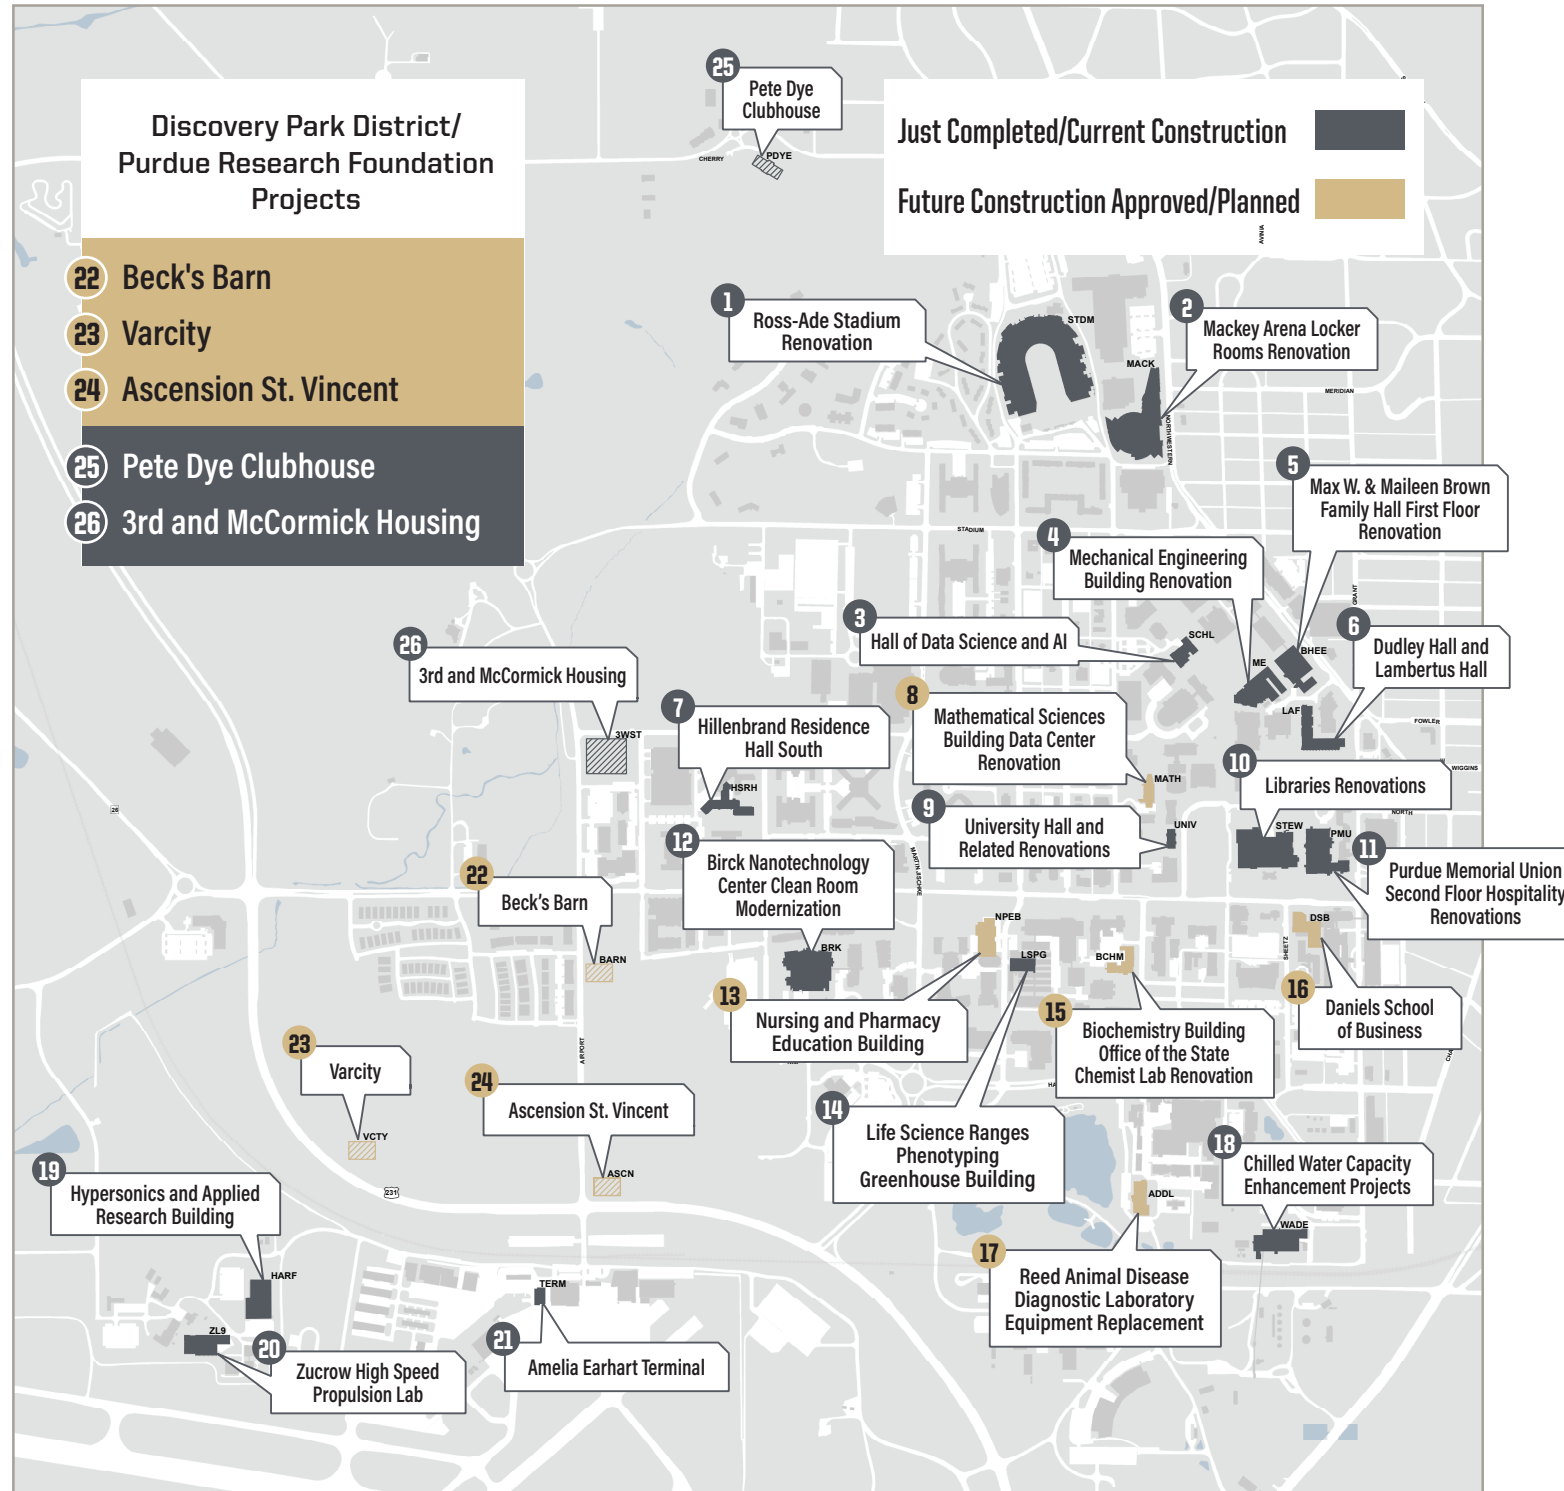 Discovery Park District/
Purdue Research Foundation
Projects
22 Beck's Barn
23 Varcity
24 Ascension St. Vincent
25 Pete Dye Clubhouse
26 3rd and McCormick Housing
Just Completed/Current Construction
Future Construction Approved/Planned
25
Pete Dye
Clubhouse
CHERRY
PDYE
AVINIA
1
Ross-Ade Stadium
Renovation
STDM
2
Mackey Arena Locker
Rooms Renovation
MACK
MERIDIAN
NORTHWESTERN
5
Max W. & Maileen Brown
Family Hall First Floor
Renovation
STADIUM
4
Mechanical Engineering
Building Renovation
GRANT
3
Hall of Data Science and AI
SCHL
6
Dudley Hall and
Lambertus Hall
BHEE
ME
LAF
FOWLER
26
3rd and McCormick Housing
3WST
7
Hillenbrand Residence
Hall South
HSRH
8
Mathematical Sciences
Building Data Center
Renovation
MATH
10
Libraries Renovations
WIGGINS
NORTH
STEW
PMU
9
University Hall and
Related Renovations
UNIV
11
Purdue Memorial Union
Second Floor Hospitality
Renovations
26
12
Birck Nanotechnology
Center Clean Room
Modernization
BRK
MARTIN JISCHKE
22
Beck's Barn
BARN
NPEB
LSPG
BCHM
DSB
SHEETZ
13
Nursing and Pharmacy
Education Building
15
Biochemistry Building
Office of the State
Chemist Lab Renovation
16
Daniels School
of Business
AIRPORT
23
Varcity
VCTY
24
Ascension St. Vincent
ASCN
14
Life Science Ranges
Phenotyping
Greenhouse Building
HA
CHA
18
Chilled Water Capacity
Enhancement Projects
WADE
ADDL
17
Reed Animal Disease
Diagnostic Laboratory
Equipment Replacement
19
Hypersonics and Applied
Research Building
231
HARF
ZL9
20
Zucrow High Speed
Propulsion Lab
TERM
21
Amelia Earhart Terminal